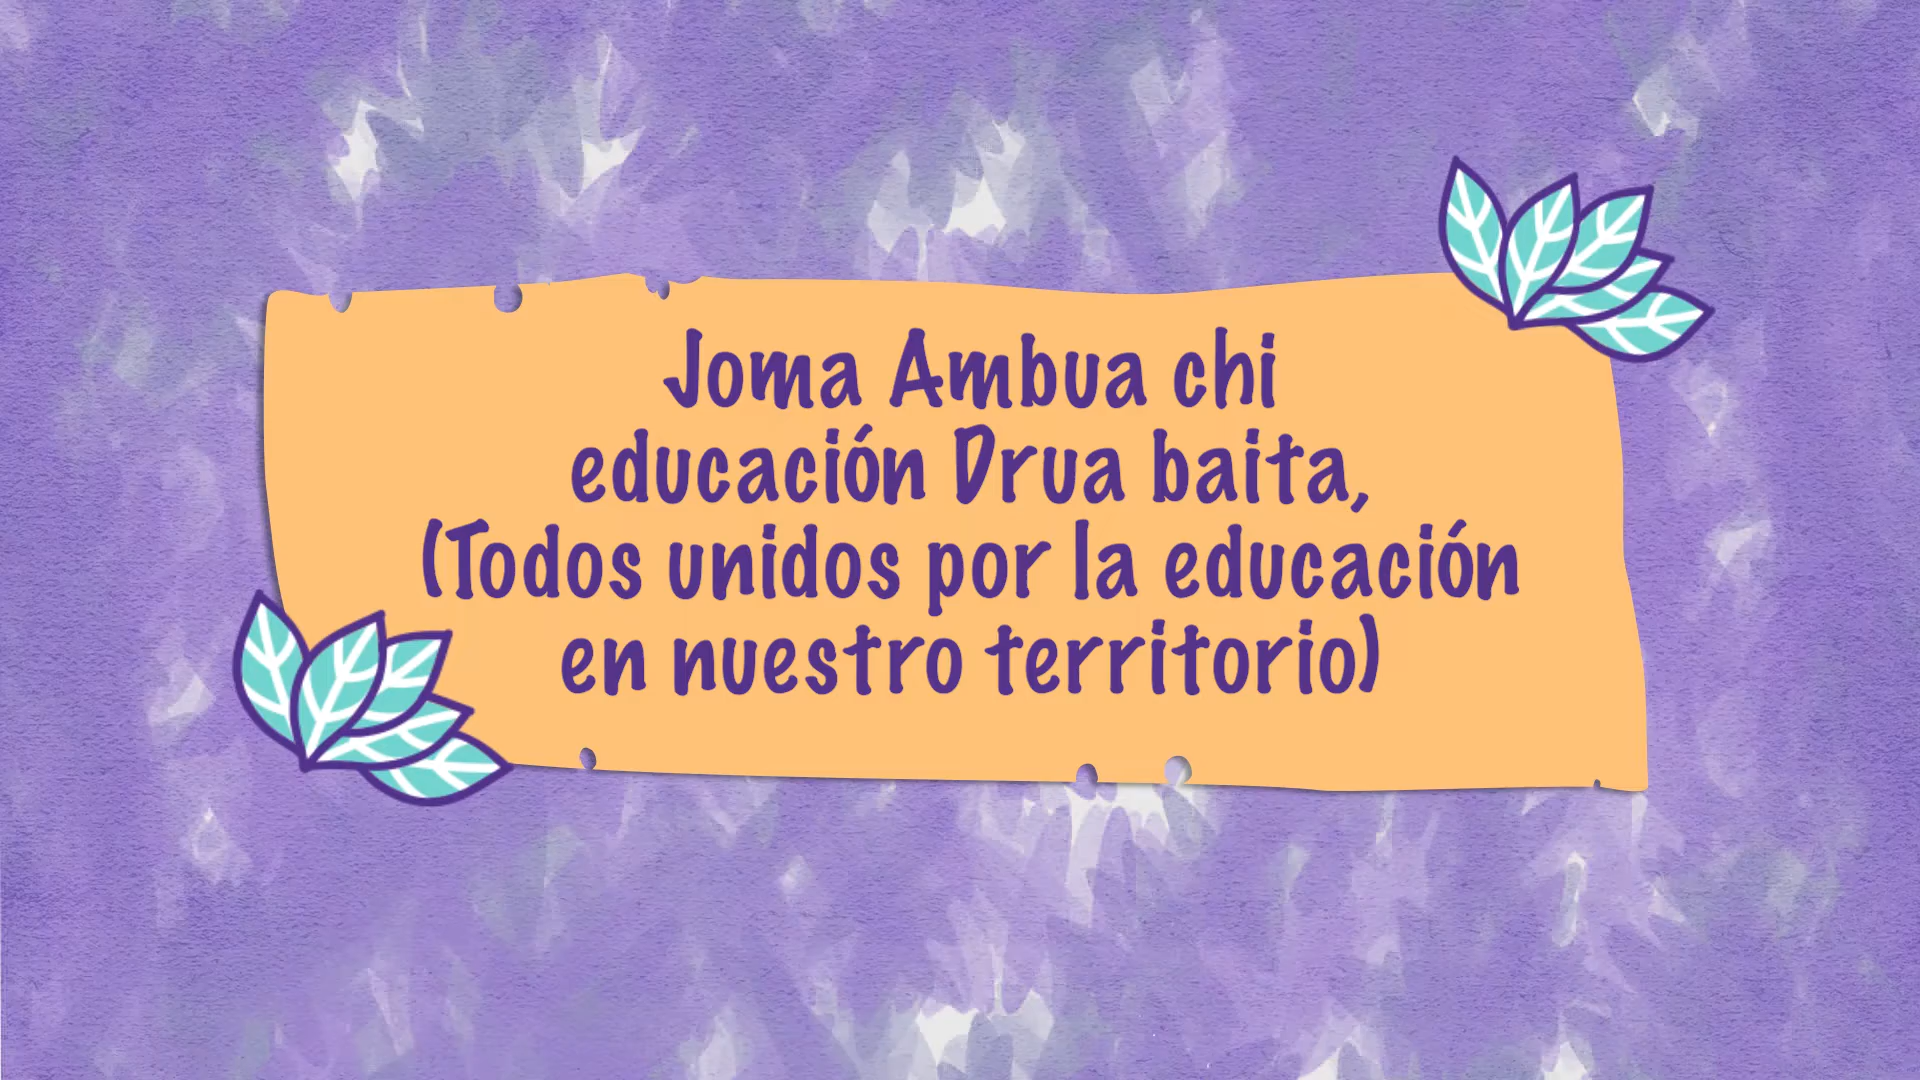 Joma Ambua chi
educación Drua baita,
(Todos unidos por la educación
en nuestro territorio)